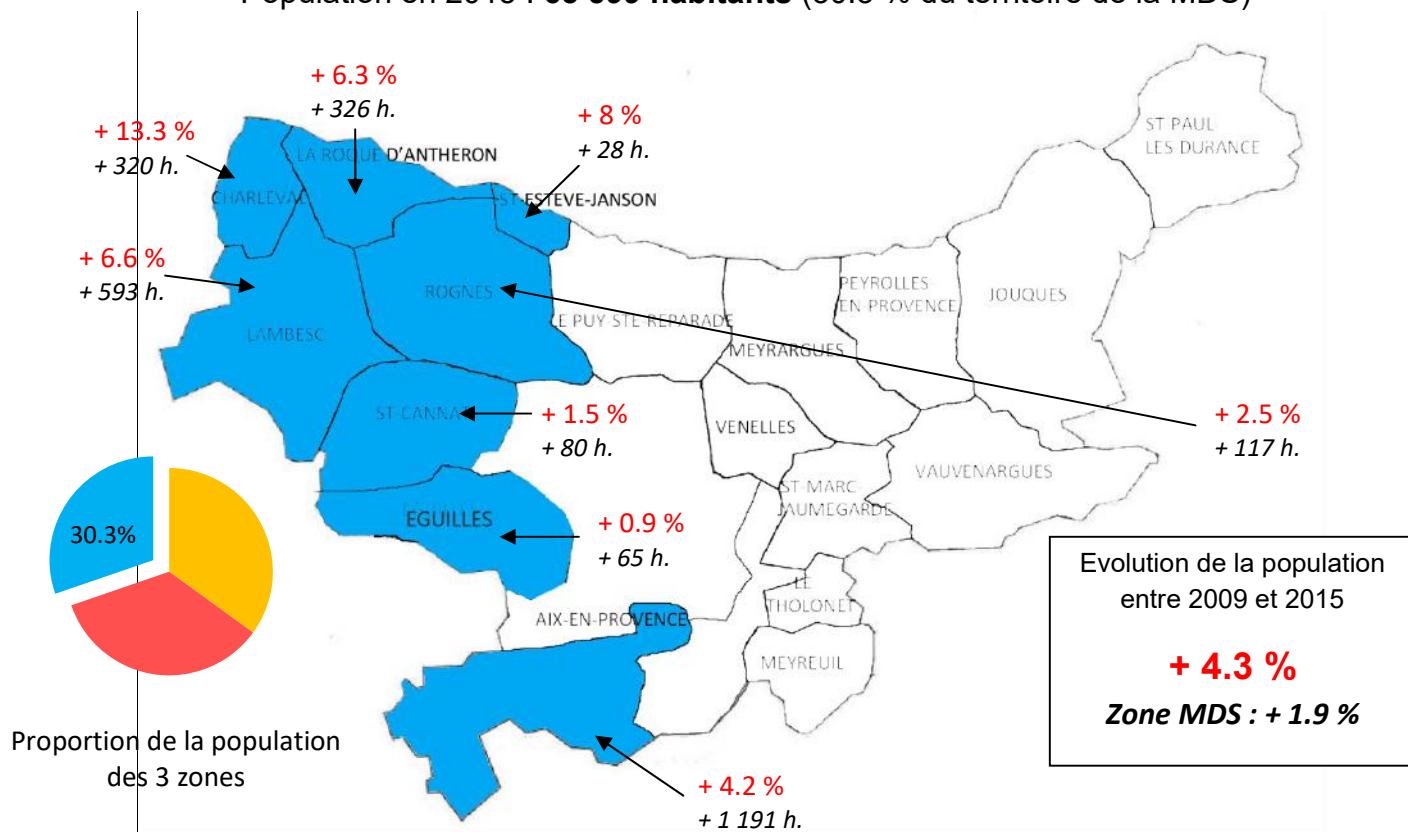 + 6.3 %
+ 326 h.
+ 8 %
+ 28 h.
+ 13.3 %
+ 320 h.
ST PAUL
LES DURANCE
LA ROQUE D'ANTHERON
CHARLEVAL
ST-ESTEVE-JANSON
+ 6.6 %
+ 593 h.
ROGNES
PEYROLLES
EN-PROVENCE
JOUQUES
LAMBESC
LE PUY-STE-REPARADE
MEYRARGUES
ST-CANNAT
+ 1.5 %
+ 80 h.
VENELLES
+ 2.5 %
+ 117 h.
VAUVENARGUES
ST-MARC-
JAUMEGARDE
EGUILLES
+ 0.9 %
+ 65 h.
30.3%
LE
THOLONET
AIX-EN-PROVENCE
MEYREUIL
Evolution de la population
entre 2009 et 2015
+ 4.3 %
Zone MDS : + 1.9 %
Proportion de la population
des 3 zones
+ 4.2 %
+ 1 191 h.